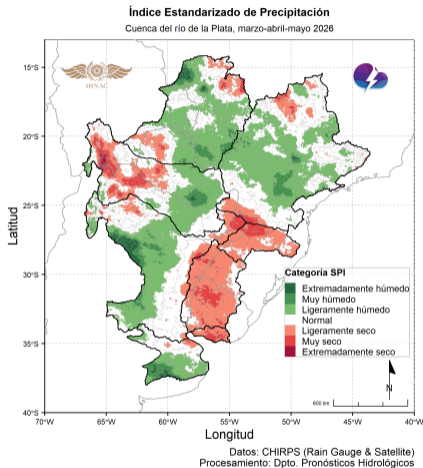 Índice Estandarizado de Precipitación
Cuenca del río de la Plata, marzo-abril-mayo 2026
DINAC
15°S
20°S
25°S
30°S
35°S
40°S
Latitud
Categoría SPI
Extremadamente húmedo
Muy húmedo
Ligeramente húmedo
Normal
Ligeramente seco
Muy seco
Extremadamente seco
N
600 km
70°W
65°W
60°W
55°W
50°W
45°W
40°W
Longitud
Datos: CHIRPS (Rain Gauge & Satellite)
Procesamiento: Dpto. Pronósticos Hidrológicos